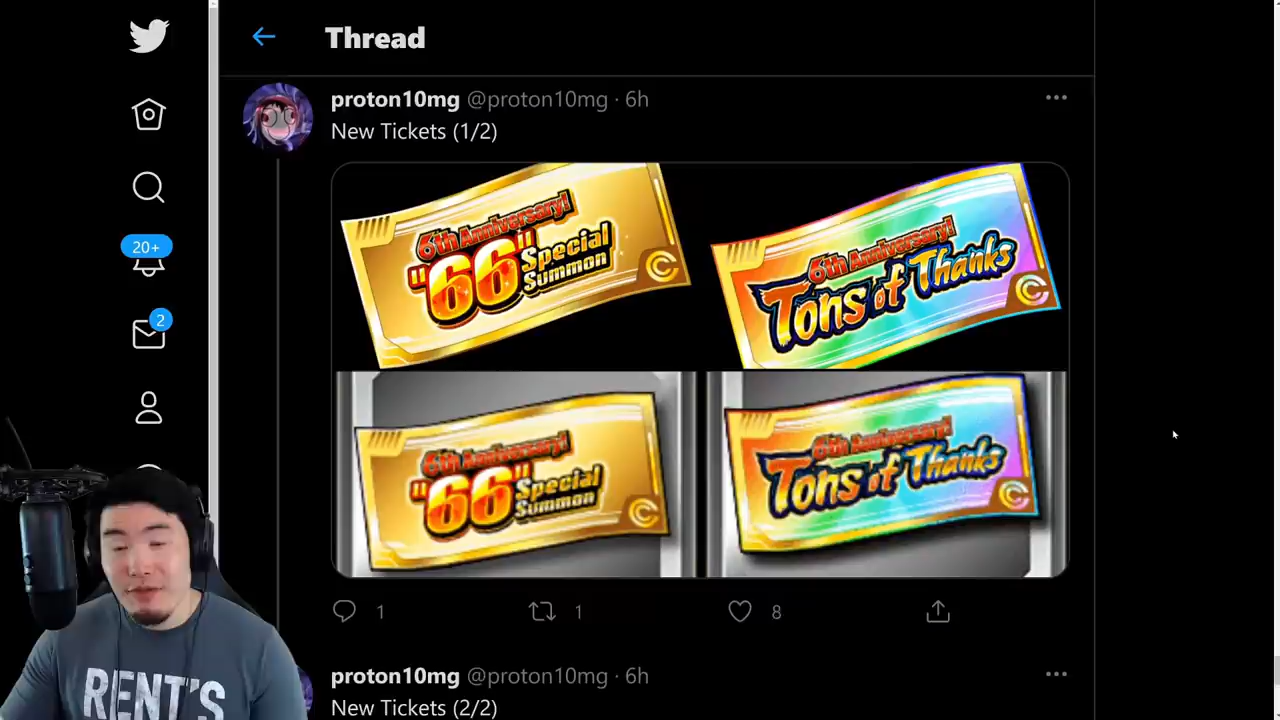 Thread
proton10mg @proton10mg · 6h
New Tickets (1/2)
6th Anniversary!
"66" Special
Summon
6th Anniversary!
Tons of Thanks
6th Anniversary!
"66" Special
Summon
6th Anniversary!
Tons of Thanks
20+
2
1
1
8
proton10mg @proton10mg · 6h
New Tickets (2/2)
RENT'S